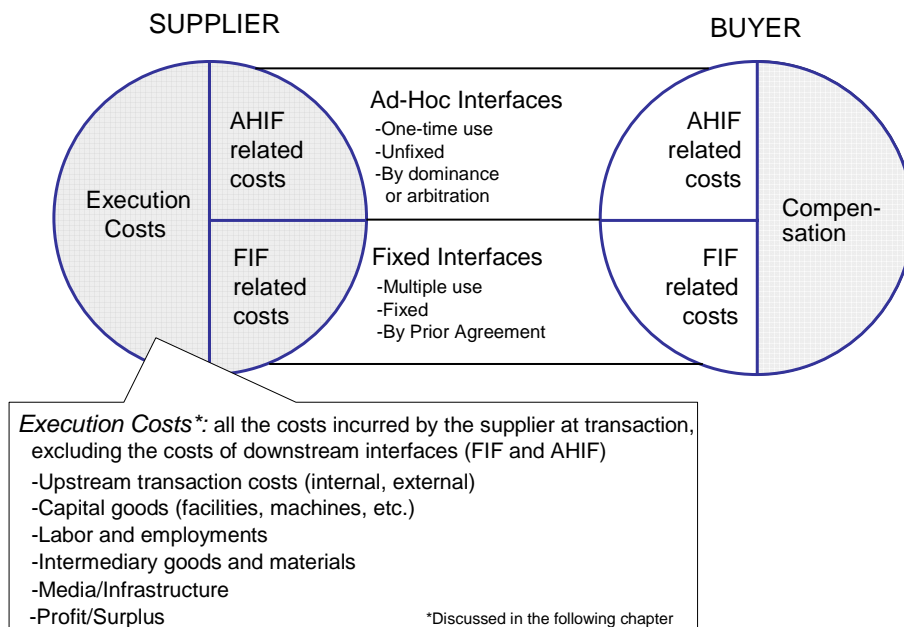 SUPPLIER
BUYER
Execution
Costs
AHIF
related
costs
FIF
related
costs
Ad-Hoc Interfaces
-One-time use
-Unfixed
-By dominance
or arbitration
Fixed Interfaces
-Multiple use
-Fixed
-By Prior Agreement
AHIF
related
costs
FIF
related
costs
Compen-
sation
Execution Costs*: all the costs incurred by the supplier at transaction,
excluding the costs of downstream interfaces (FIF and AHIF)
-Upstream transaction costs (internal, external)
-Capital goods (facilities, machines, etc.)
-Labor and employments
-Intermediary goods and materials
-Media/Infrastructure
-Profit/Surplus
*Discussed in the following chapter